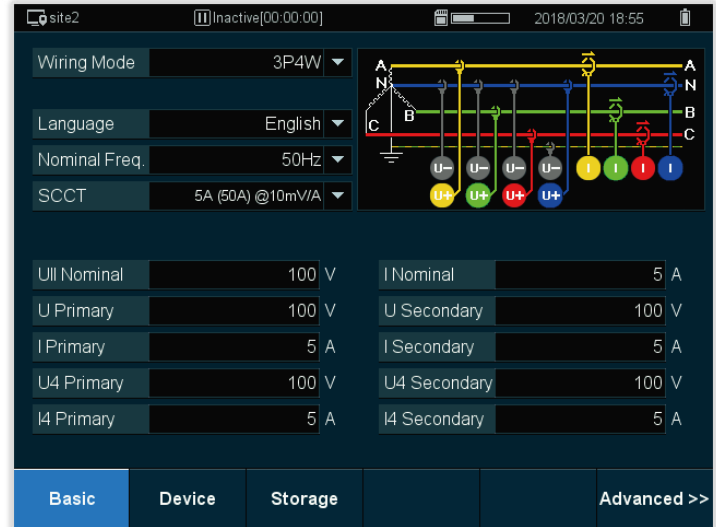 site2 Inactive[00:00:00] 2018/03/20 18:55
Wiring Mode 3P4W
Language English
Nominal Freq. 50Hz
SCCT 5A (50A) @10mV/A
A A
N N
B B
C C
U− U− U− U− I I I I
U+ U+ U+ U+
Ull Nominal 100 V I Nominal 5 A
U Primary 100 V U Secondary 100 V
I Primary 5 A I Secondary 5 A
U4 Primary 100 V U4 Secondary 100 V
I4 Primary 5 A I4 Secondary 5 A
Basic Device Storage Advanced >>